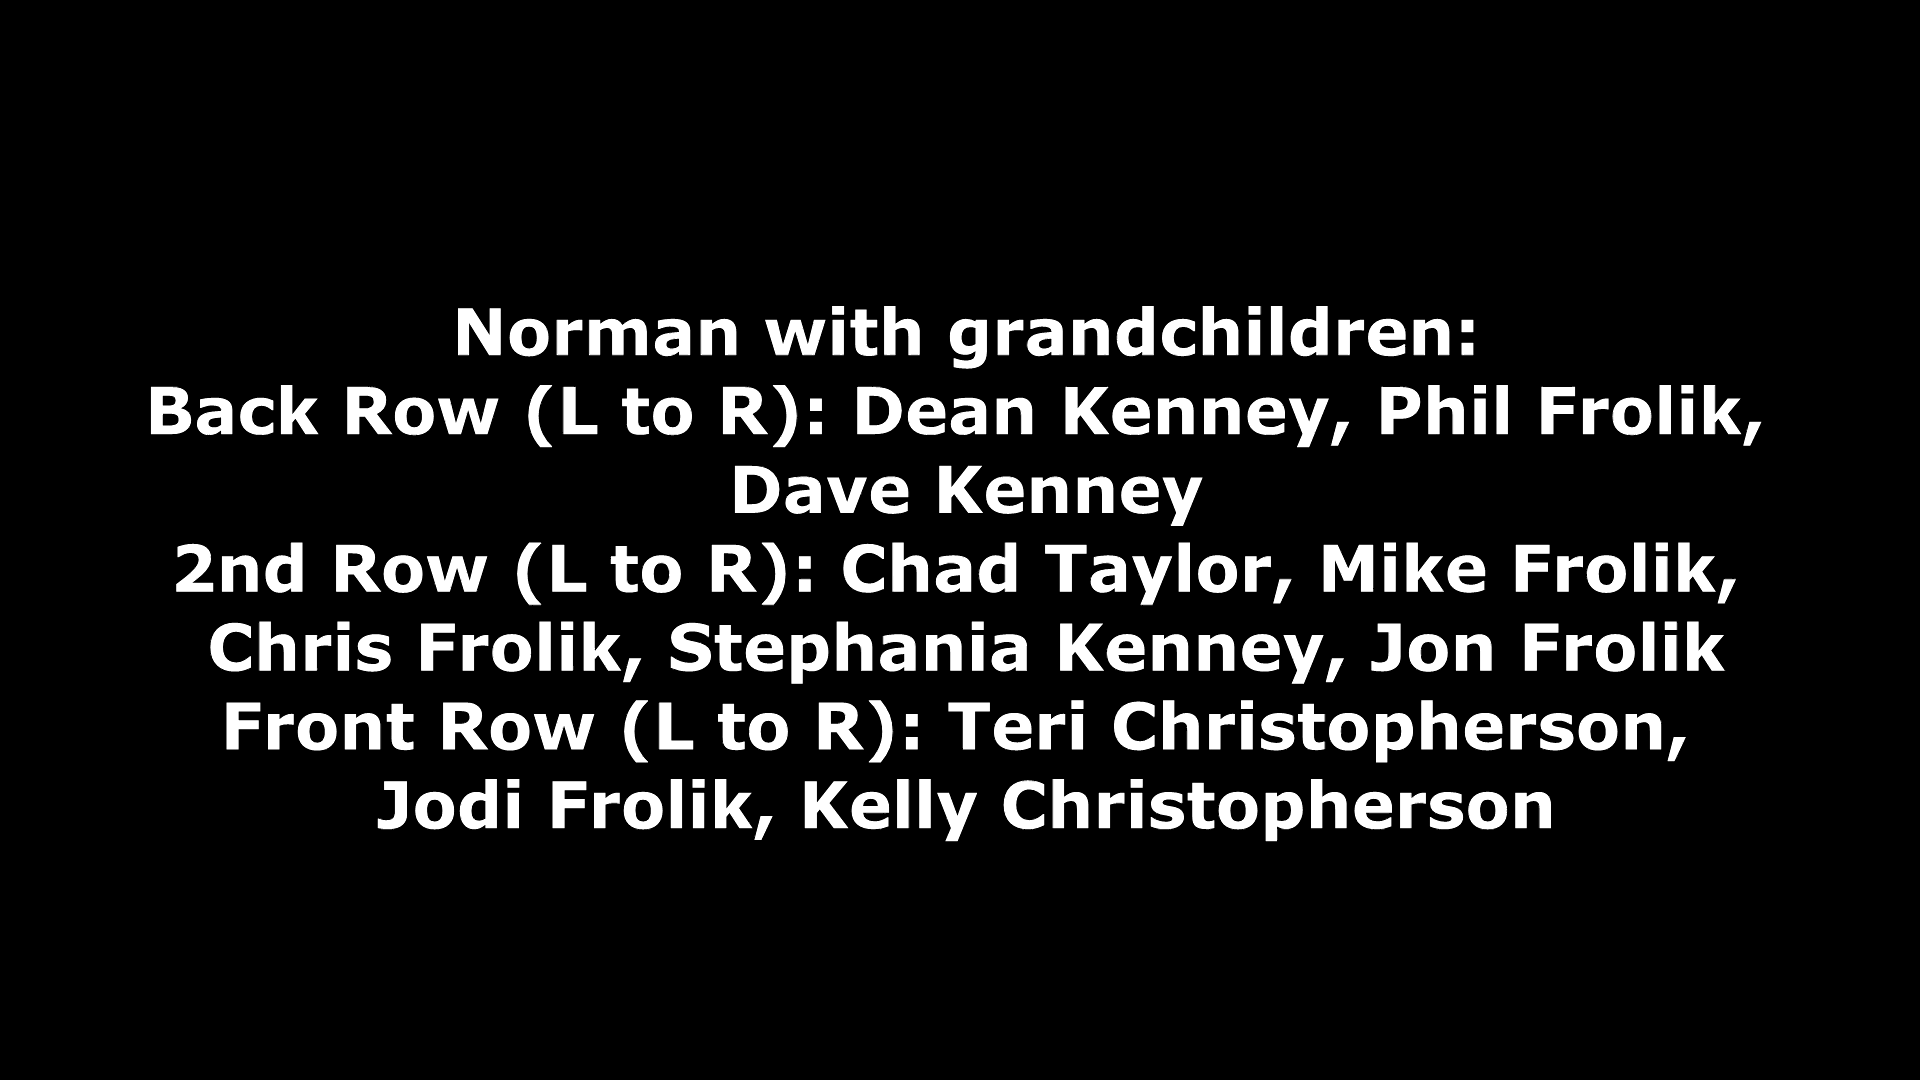 Norman with grandchildren:
Back Row (L to R): Dean Kenney, Phil Frolik,
Dave Kenney
2nd Row (L to R): Chad Taylor, Mike Frolik,
Chris Frolik, Stephania Kenney, Jon Frolik
Front Row (L to R): Teri Christopherson,
Jodi Frolik, Kelly Christopherson